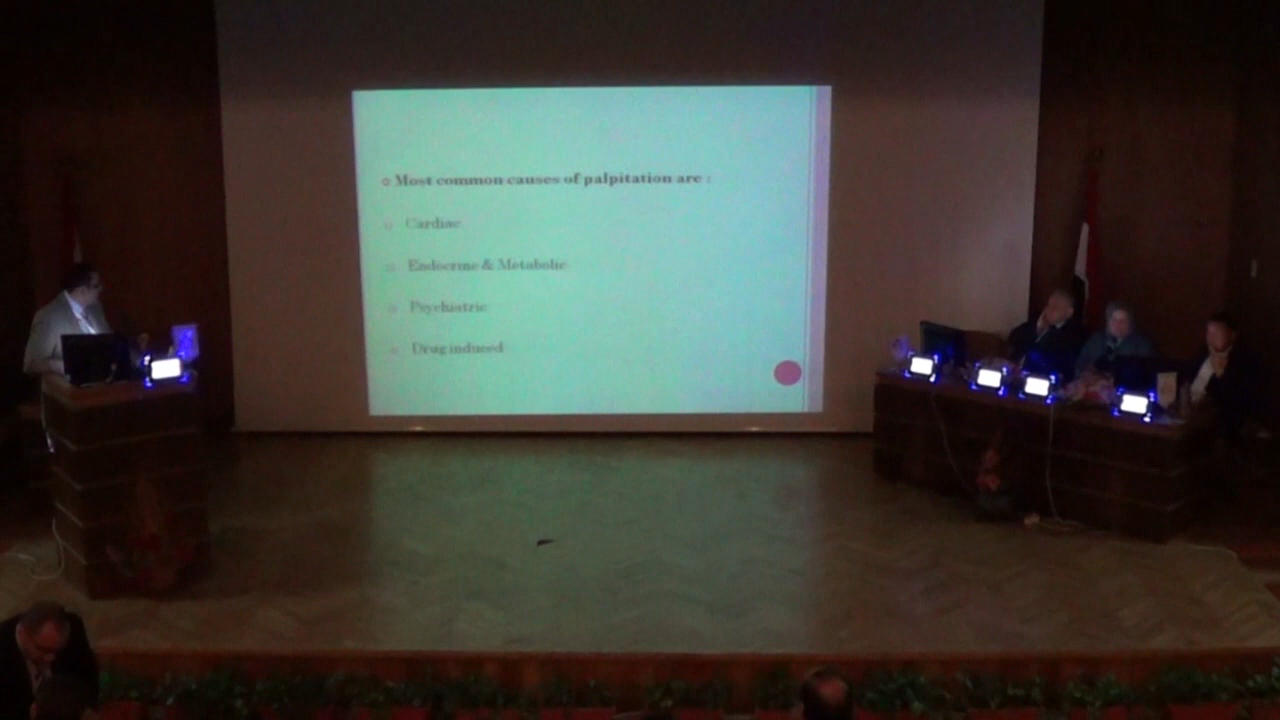 Most common causes of palpitation are :
Cardiac
Endocrine & Metabolic
Psychiatric
Drug induced